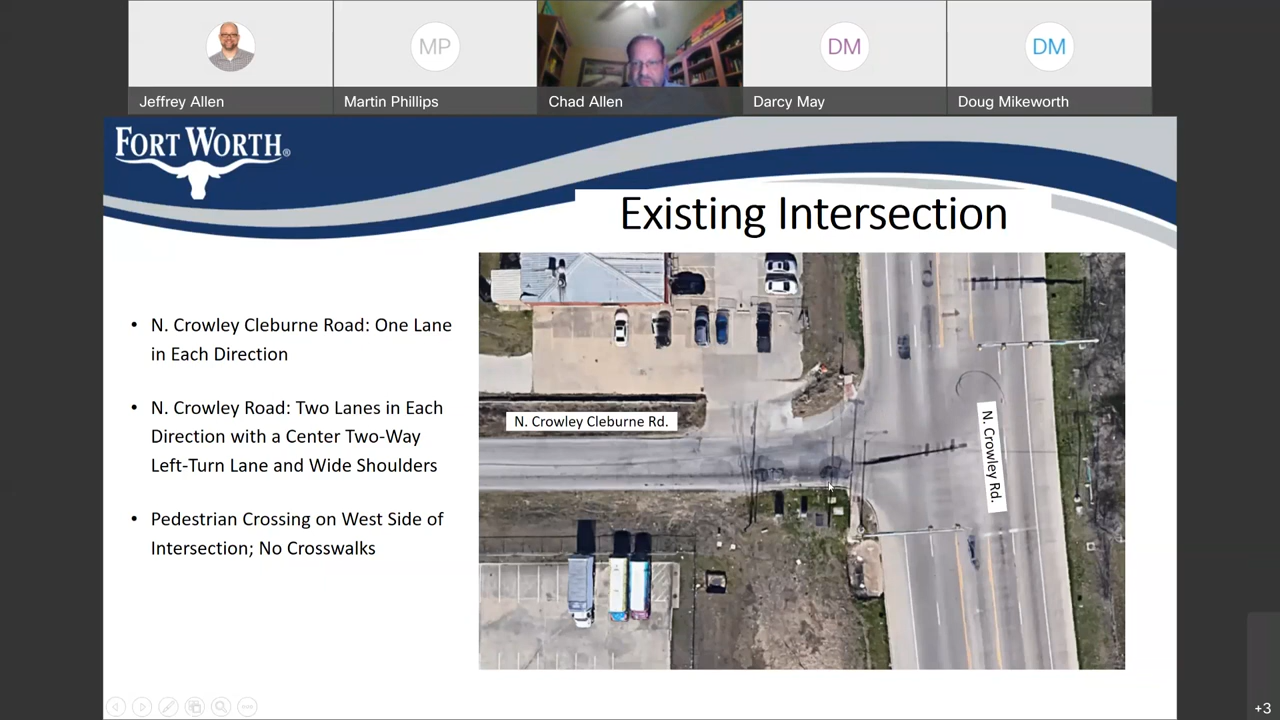 MP
DM
DM
Jeffrey Allen
Martin Phillips
Chad Allen
Darcy May
Doug Mikeworth
FORT WORTH®
Existing Intersection
• N. Crowley Cleburne Road: One Lane
in Each Direction
• N. Crowley Road: Two Lanes in Each
Direction with a Center Two-Way
Left-Turn Lane and Wide Shoulders
• Pedestrian Crossing on West Side of
Intersection; No Crosswalks
N. Crowley Cleburne Rd.
N. Crowley Rd.
+3